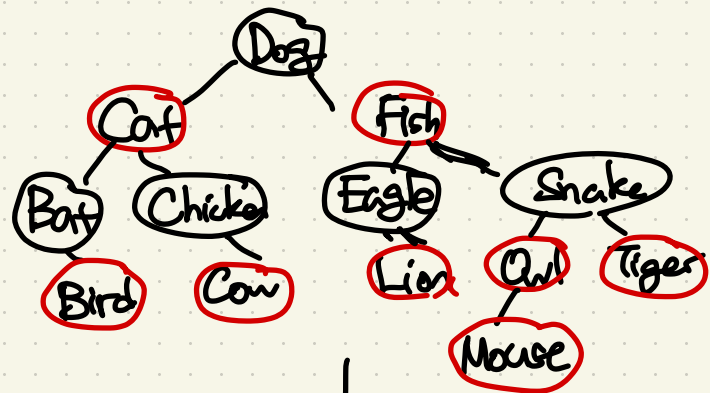 Dog
Cat
Fish
Bat
Chicken
Eagle
Snake
Bird
Cow
Lion
Owl
Tiger
Mouse